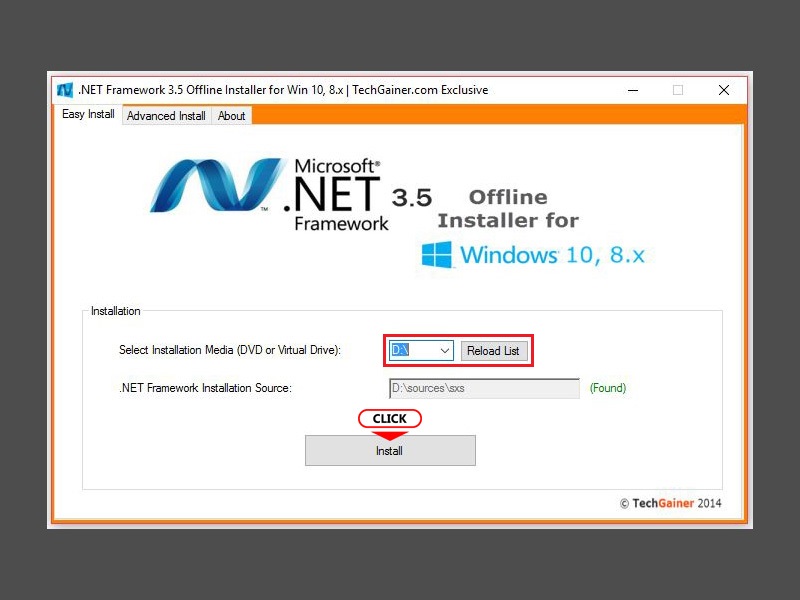 .NET Framework 3.5 Offline Installer for Win 10, 8.x | TechGainer.com Exclusive
Easy Install Advanced Install About
Microsoft®
.NET™
Framework
3.5
Offline
Installer for
Windows 10, 8.x
Installation
Select Installation Media (DVD or Virtual Drive): D:\ Reload List
.NET Framework Installation Source: D:\sources\sxs (Found)
CLICK
Install
© TechGainer 2014